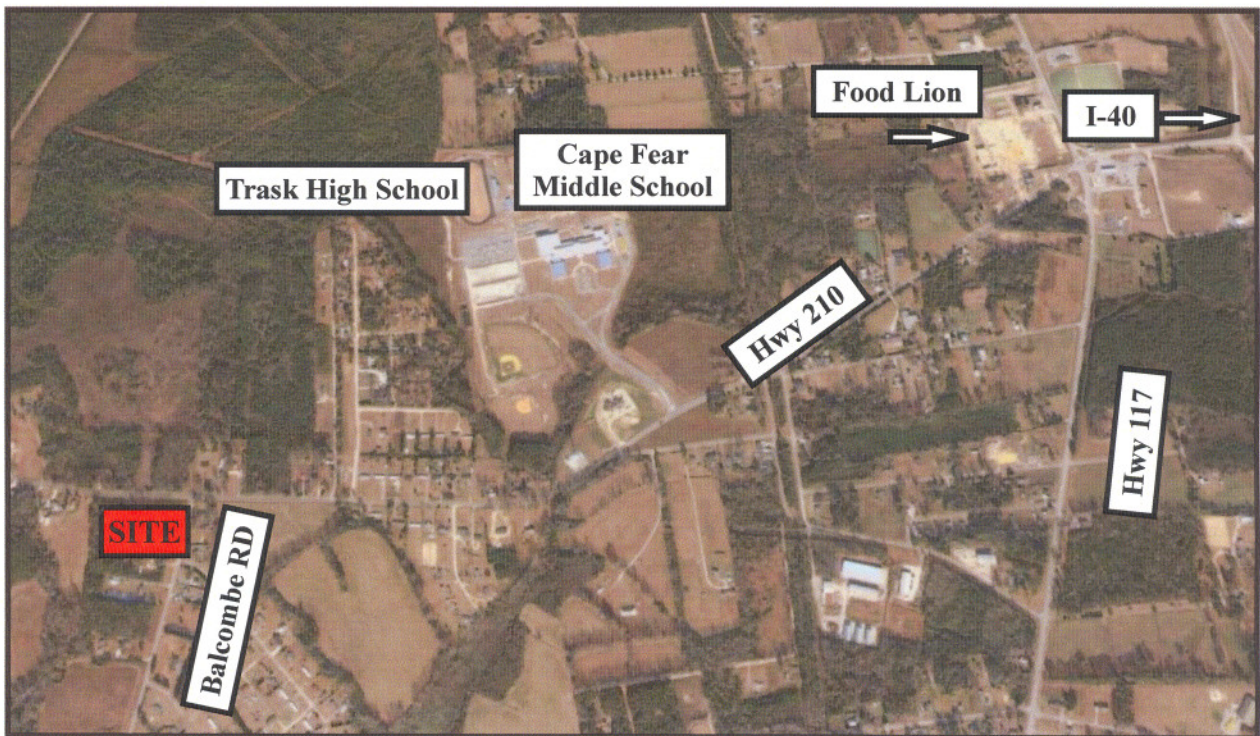 Food Lion
I-40
Cape Fear
Middle School
Trask High School
Hwy 210
Hwy 117
SITE
Balcombe RD